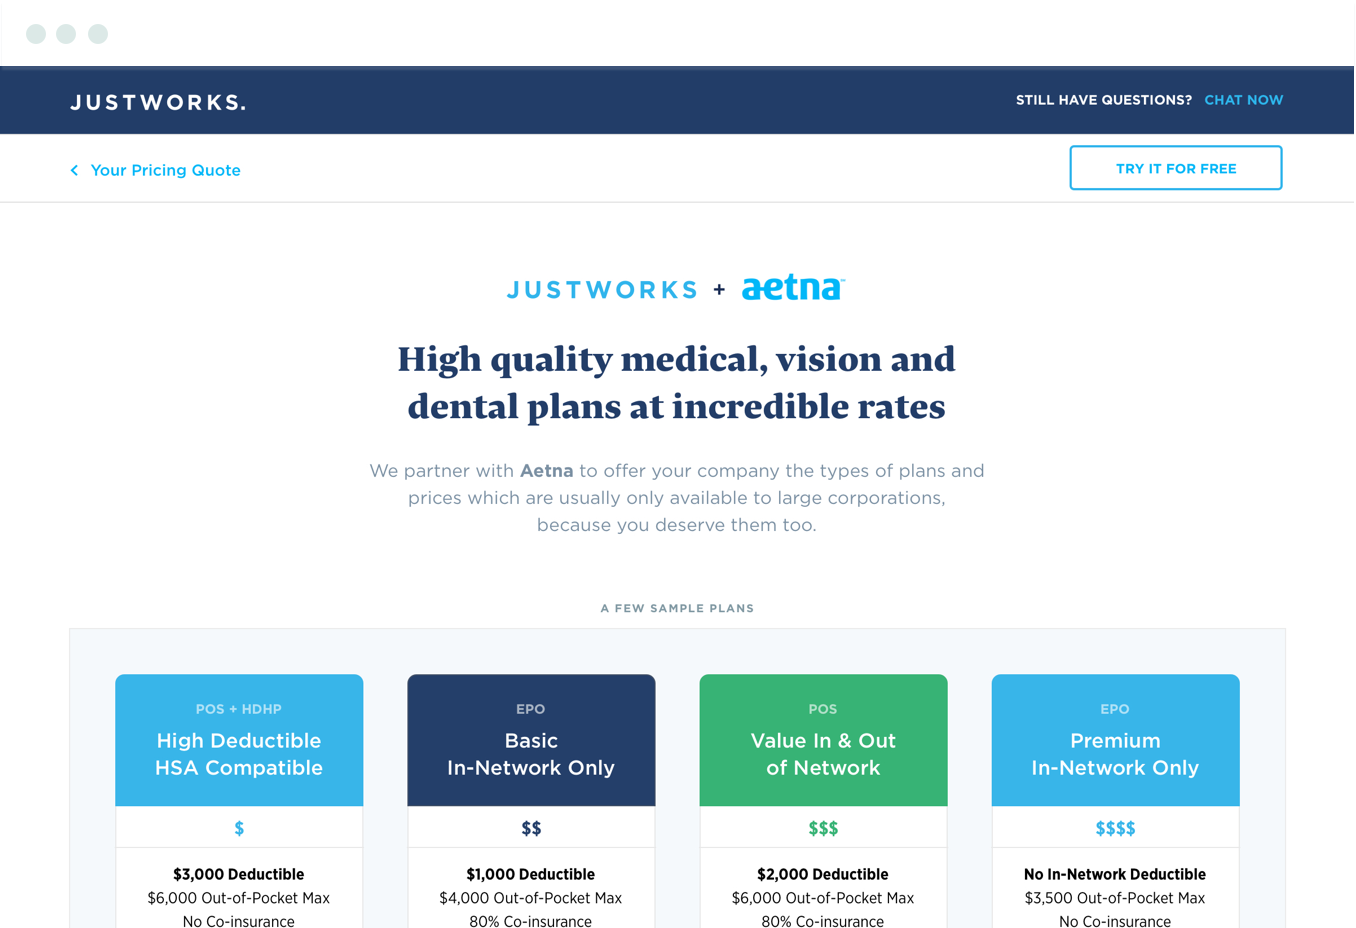 JUSTWORKS.
STILL HAVE QUESTIONS? CHAT NOW
Your Pricing Quote
TRY IT FOR FREE
JUSTWORKS + aetna™
High quality medical, vision and
dental plans at incredible rates
We partner with Aetna to offer your company the types of plans and
prices which are usually only available to large corporations,
because you deserve them too.
A FEW SAMPLE PLANS
POS + HDHP
High Deductible
HSA Compatible
$
$3,000 Deductible
$6,000 Out-of-Pocket Max
No Co-insurance
EPO
Basic
In-Network Only
$$
$1,000 Deductible
$4,000 Out-of-Pocket Max
80% Co-insurance
POS
Value In & Out
of Network
$$$
$2,000 Deductible
$6,000 Out-of-Pocket Max
80% Co-insurance
EPO
Premium
In-Network Only
$$$$
No In-Network Deductible
$3,500 Out-of-Pocket Max
No Co-insurance